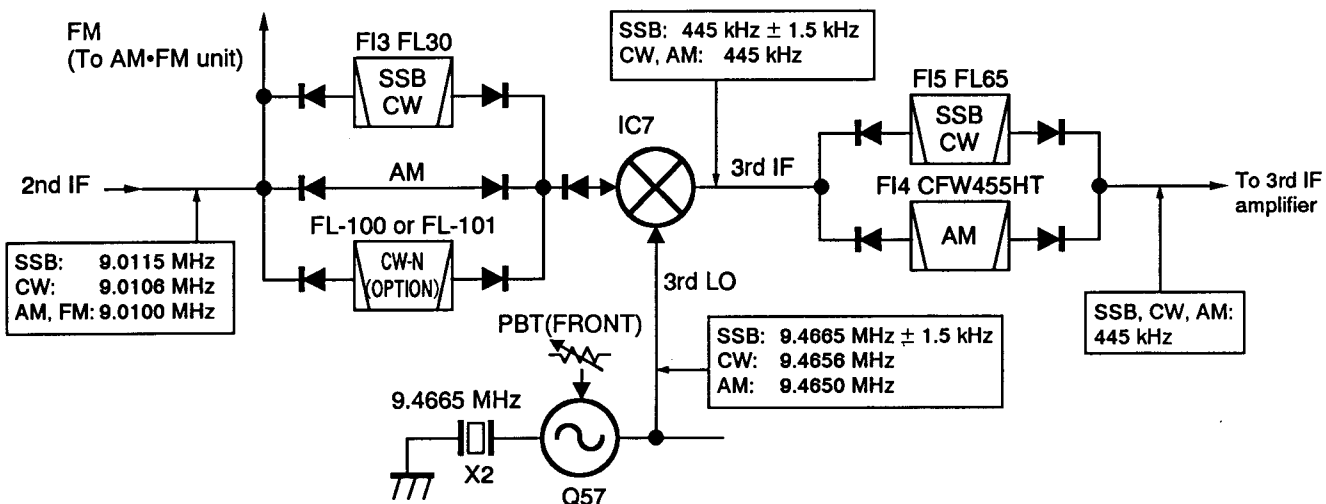 FM
(To AM•FM unit)
FI3 FL30
SSB
CW
SSB: 445 kHz ± 1.5 kHz
CW, AM: 445 kHz
FI5 FL65
SSB
CW
IC7
2nd IF
AM
3rd IF
FI4 CFW455HT
AM
To 3rd IF
amplifier
FL-100 or FL-101
CW-N
(OPTION)
SSB: 9.0115 MHz
CW: 9.0106 MHz
AM, FM: 9.0100 MHz
3rd LO
PBT(FRONT)
SSB: 9.4665 MHz ± 1.5 kHz
CW: 9.4656 MHz
AM: 9.4650 MHz
SSB, CW, AM:
445 kHz
9.4665 MHz
X2
Q57